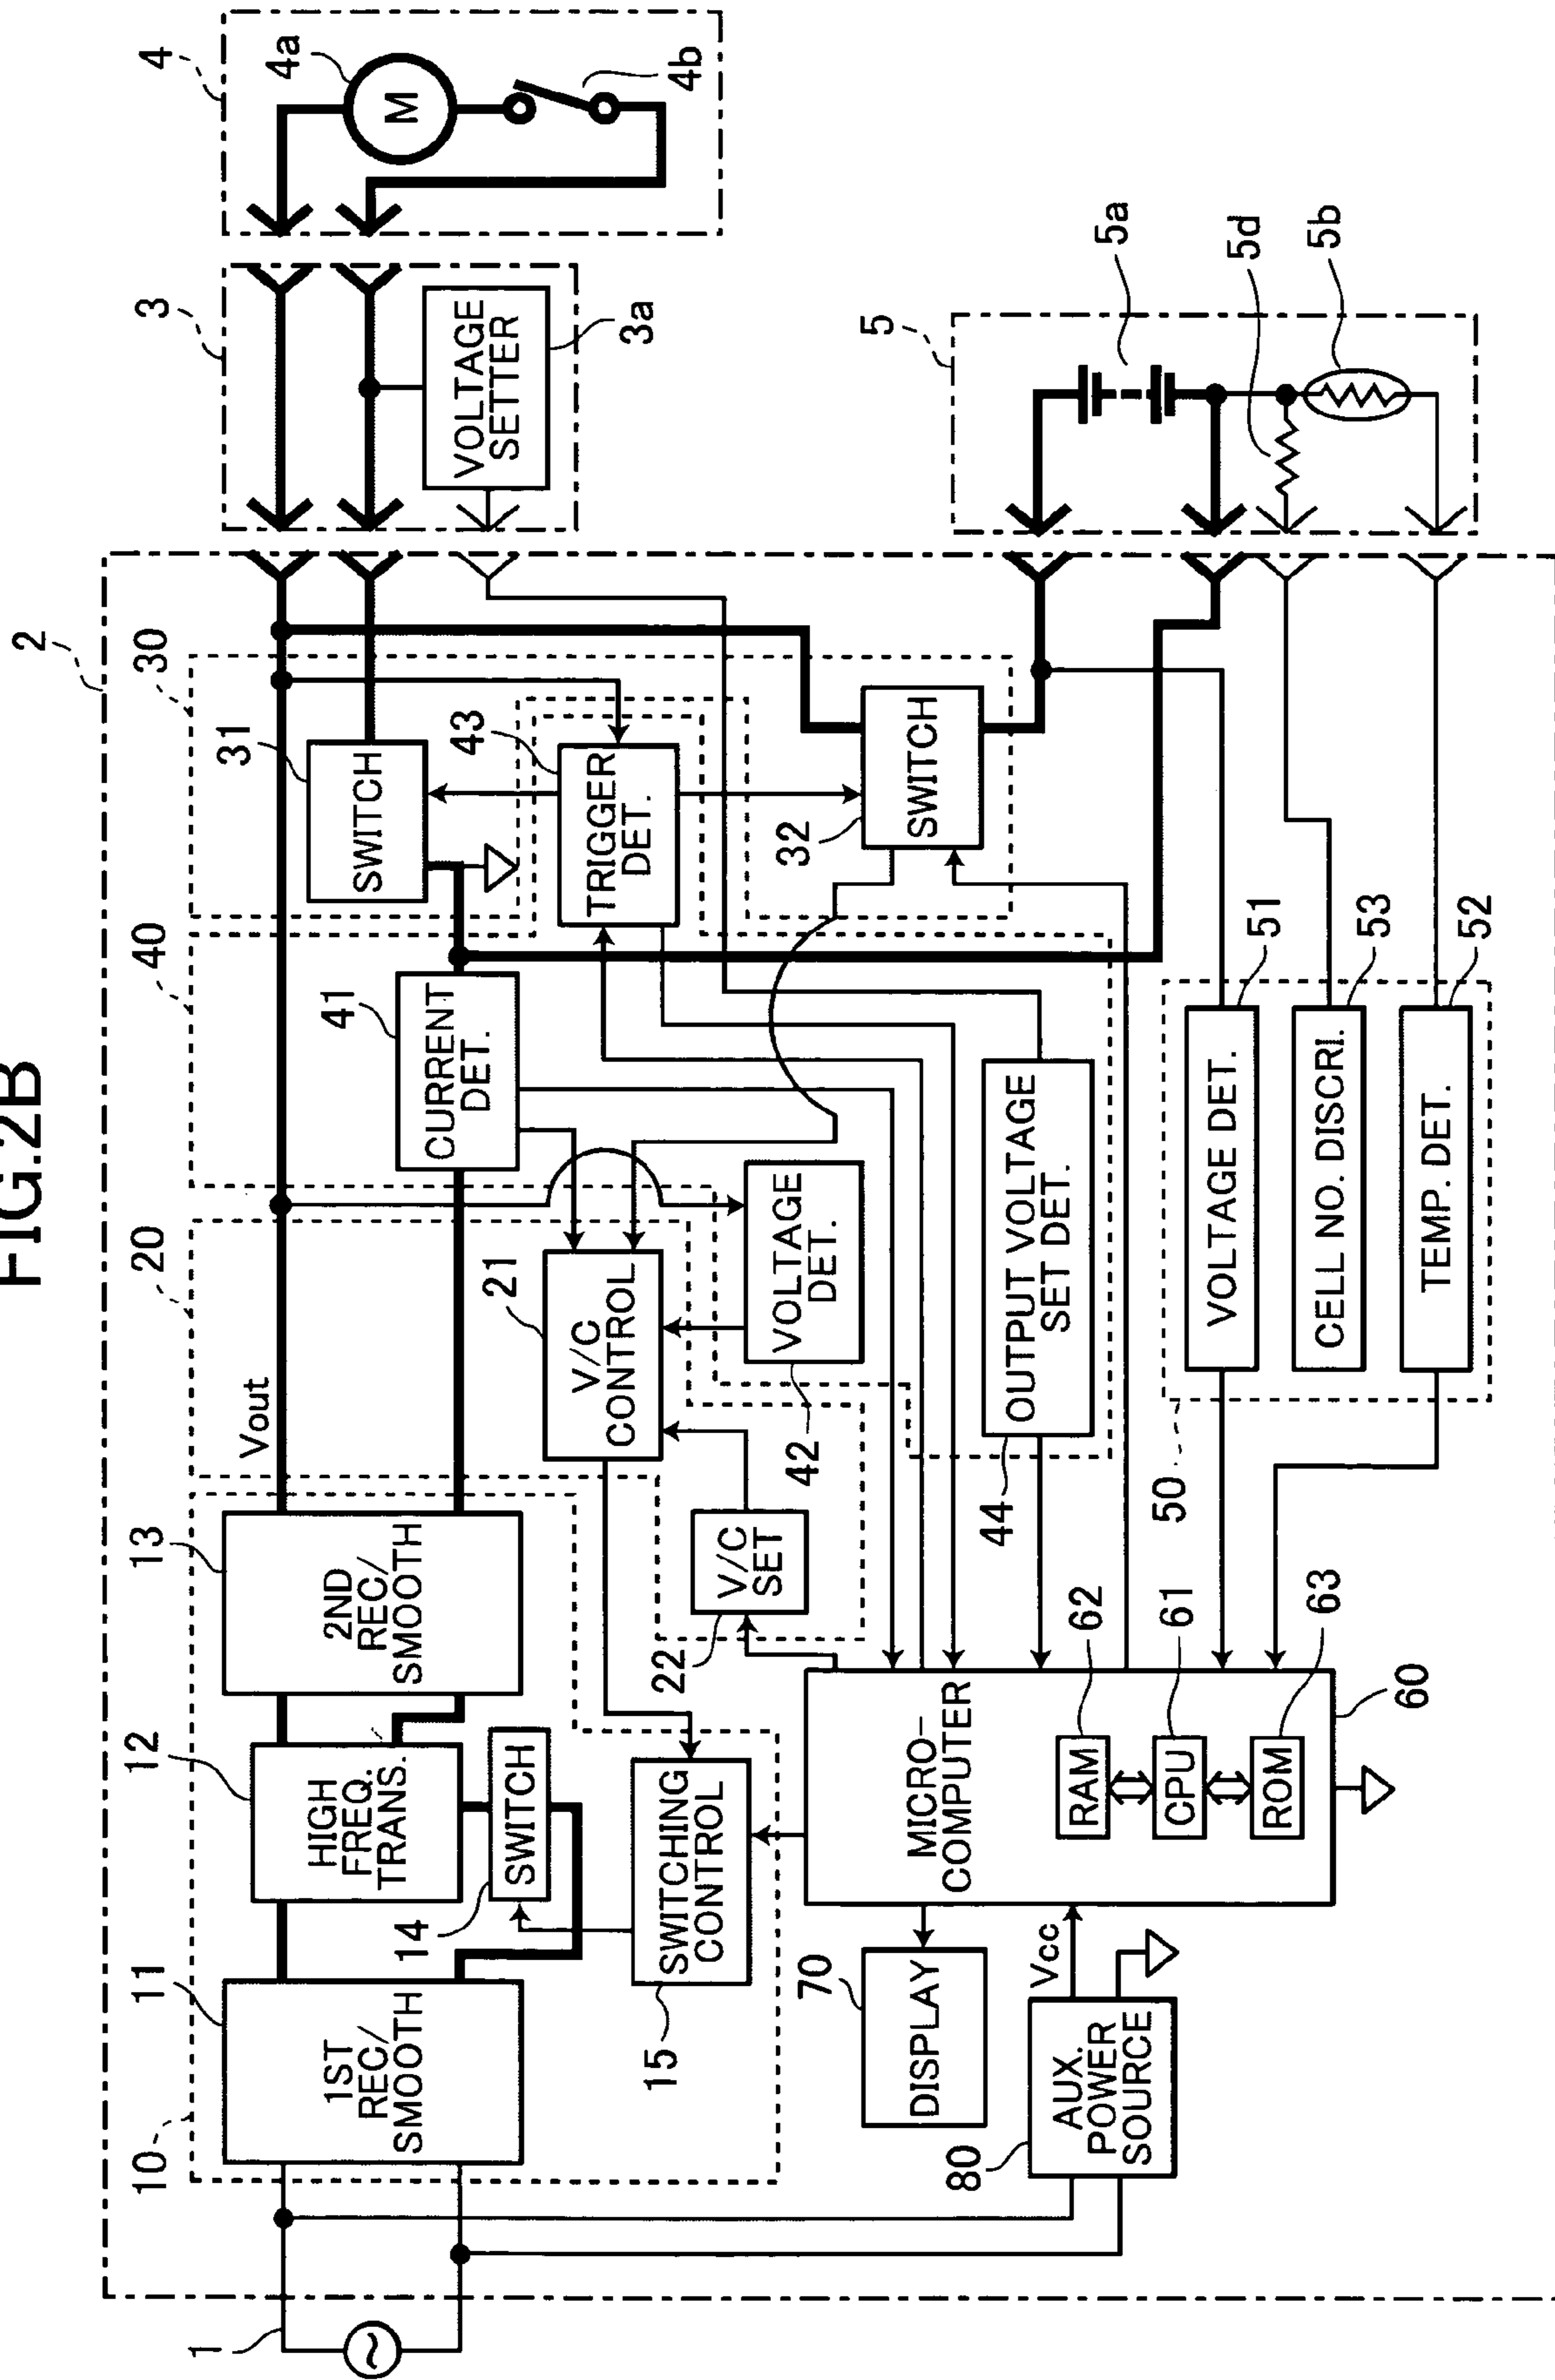 FIG.2B
1
2
10
11
1ST
REC/
SMOOTH
12
HIGH
FREQ.
TRANS.
13
2ND
REC/
SMOOTH
14
SWITCH
15
SWITCHING
CONTROL
Vout
20
21
V/C
CONTROL
22
V/C
SET
40
41
CURRENT
DET.
42
VOLTAGE
DET.
43
TRIGGER
DET.
44
OUTPUT VOLTAGE
SET DET.
30
31
SWITCH
32
SWITCH
3
3a
VOLTAGE
SETTER
4
4a
M
4b
5
5a
5d
5b
50
51
VOLTAGE DET.
53
CELL NO. DISCRI.
52
TEMP. DET.
60
MICRO-
COMPUTER
62
RAM
61
CPU
63
ROM
70
DISPLAY
80
AUX.
POWER
SOURCE
Vcc